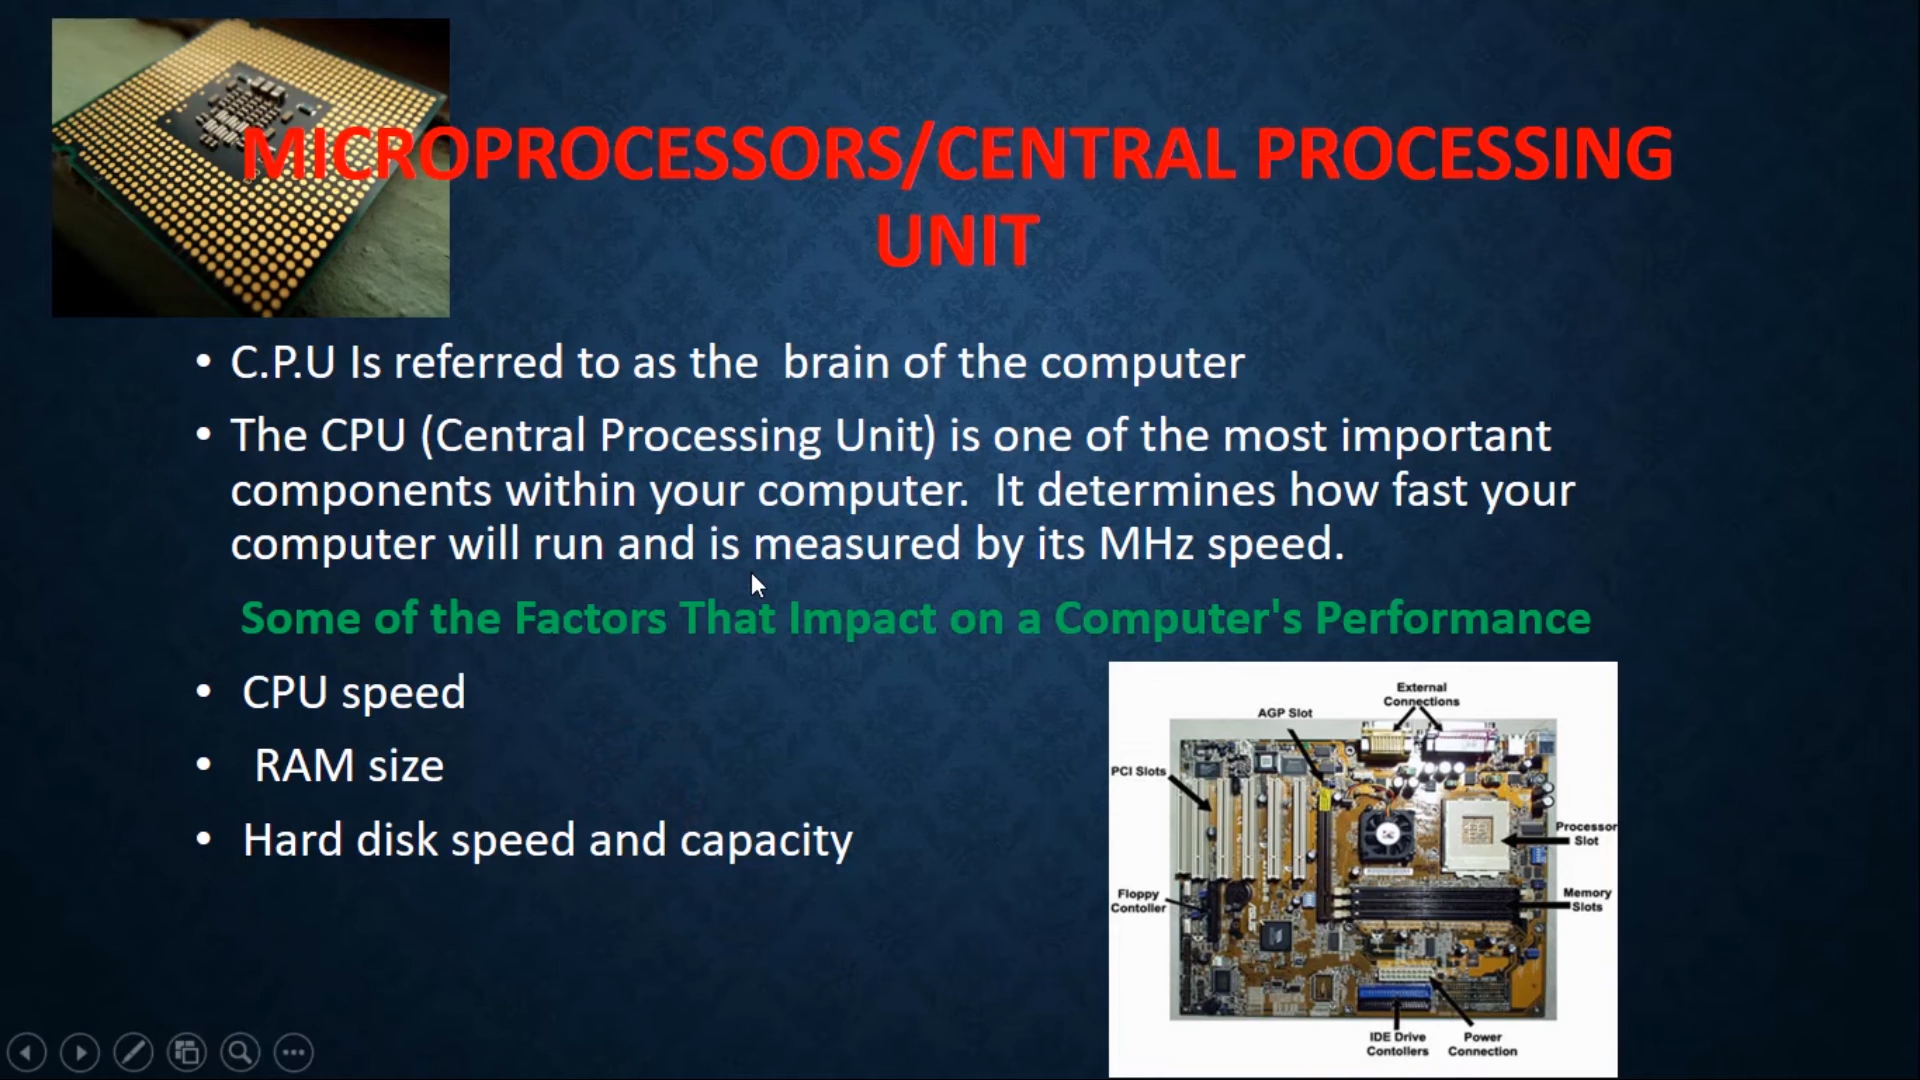 MICROPROCESSORS/CENTRAL PROCESSING
UNIT
• C.P.U Is referred to as the  brain of the computer
• The CPU (Central Processing Unit) is one of the most important
components within your computer.  It determines how fast your
computer will run and is measured by its MHz speed.
Some of the Factors That Impact on a Computer's Performance
• CPU speed
• RAM size
• Hard disk speed and capacity
External
Connections
AGP Slot
PCI Slots
Processor
Slot
Floppy
Contoller
Memory
Slots
IDE Drive
Contollers
Power
Connection